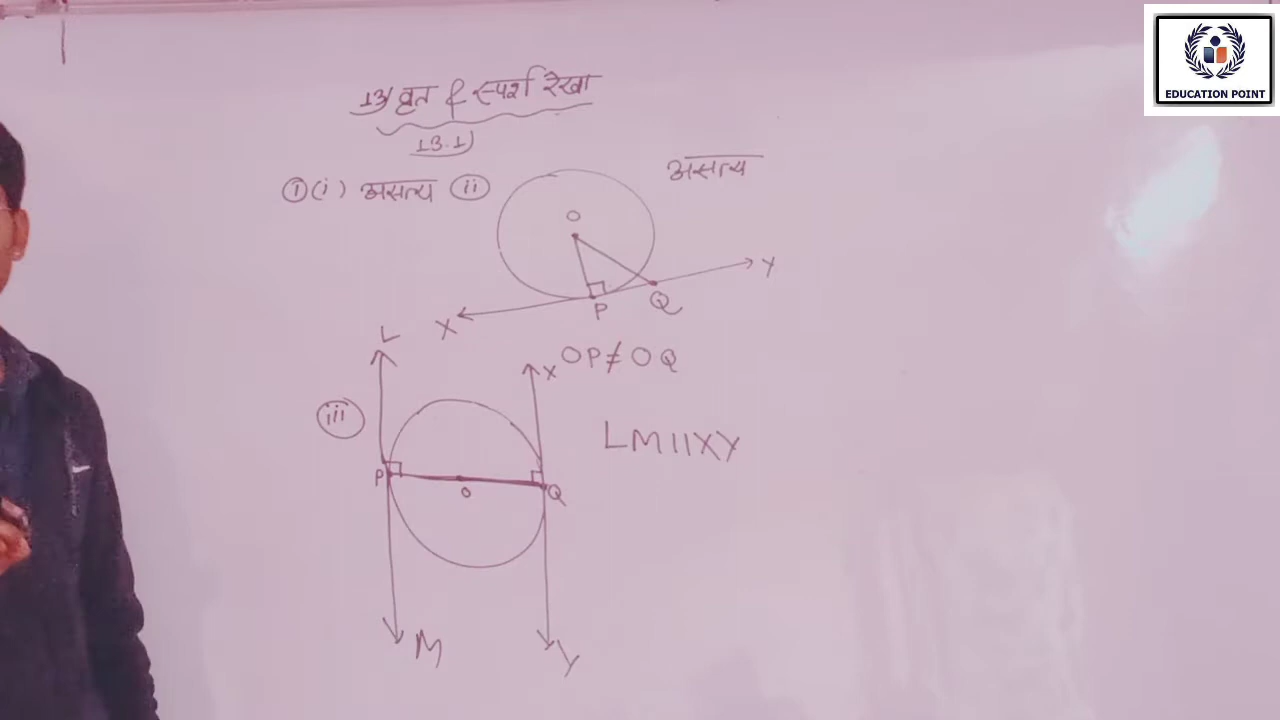 EDUCATION POINT
13) वृत & स्पर्श रेखा
13.1)
① (i) असत्य (ii) असत्य
O
P
Q
X
Y
OP ≠ OQ
(iii)
L
X
P
O
Q
M
Y
LM || XY